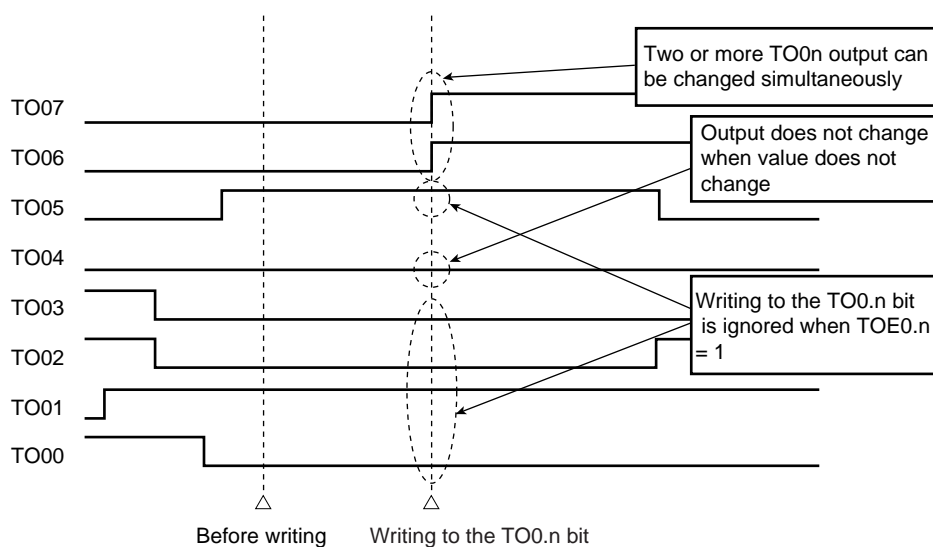 Two or more TO0n output can
be changed simultaneously
TO07
Output does not change
when value does not
change
TO06
TO05
TO04
TO03
Writing to the TO0.n bit
is ignored when TOE0.n
= 1
TO02
TO01
TO00
Before writing
Writing to the TO0.n bit